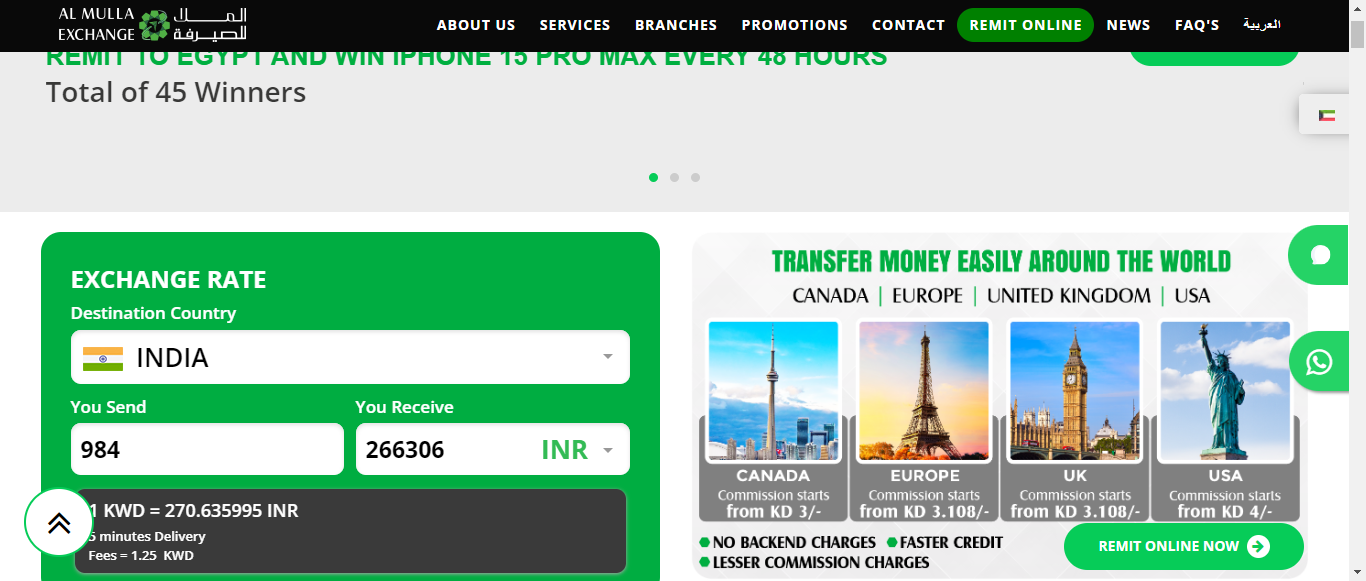 AL MULLA
EXCHANGE
الملا
للصيرفة
ABOUT US
SERVICES
BRANCHES
PROMOTIONS
CONTACT
REMIT ONLINE
NEWS
FAQ'S
العربية
REMIT TO EGYPT AND WIN IPHONE 15 PRO MAX EVERY 48 HOURS
Total of 45 Winners
EXCHANGE RATE
Destination Country
INDIA
You Send
You Receive
984
266306
INR
1 KWD = 270.635995 INR
5 minutes Delivery
Fees = 1.25 KWD
TRANSFER MONEY EASILY AROUND THE WORLD
CANADA | EUROPE | UNITED KINGDOM | USA
CANADA
Commission starts
from KD 3/-
EUROPE
Commission starts
from KD 3.108/-
UK
Commission starts
from KD 3.108/-
USA
Commission starts
from KD 4/-
NO BACKEND CHARGES
FASTER CREDIT
LESSER COMMISSION CHARGES
REMIT ONLINE NOW